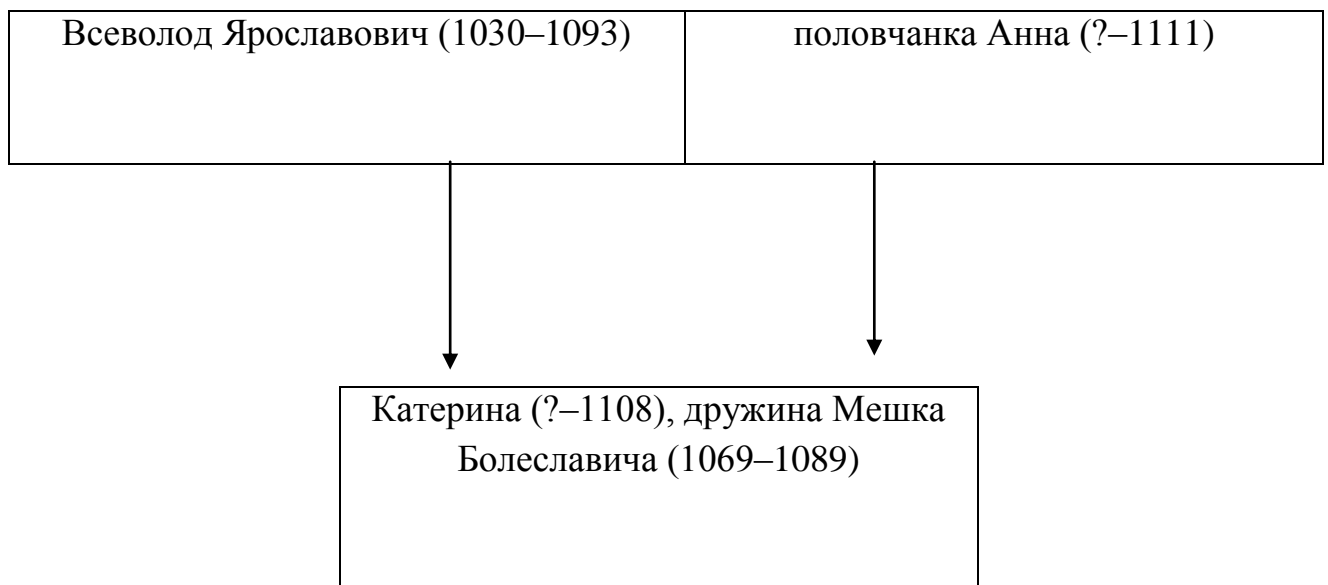 Всеволод Ярославович (1030–1093)
половчанка Анна (?–1111)
Катерина (?–1108), дружина Мешка
Болеславича (1069–1089)